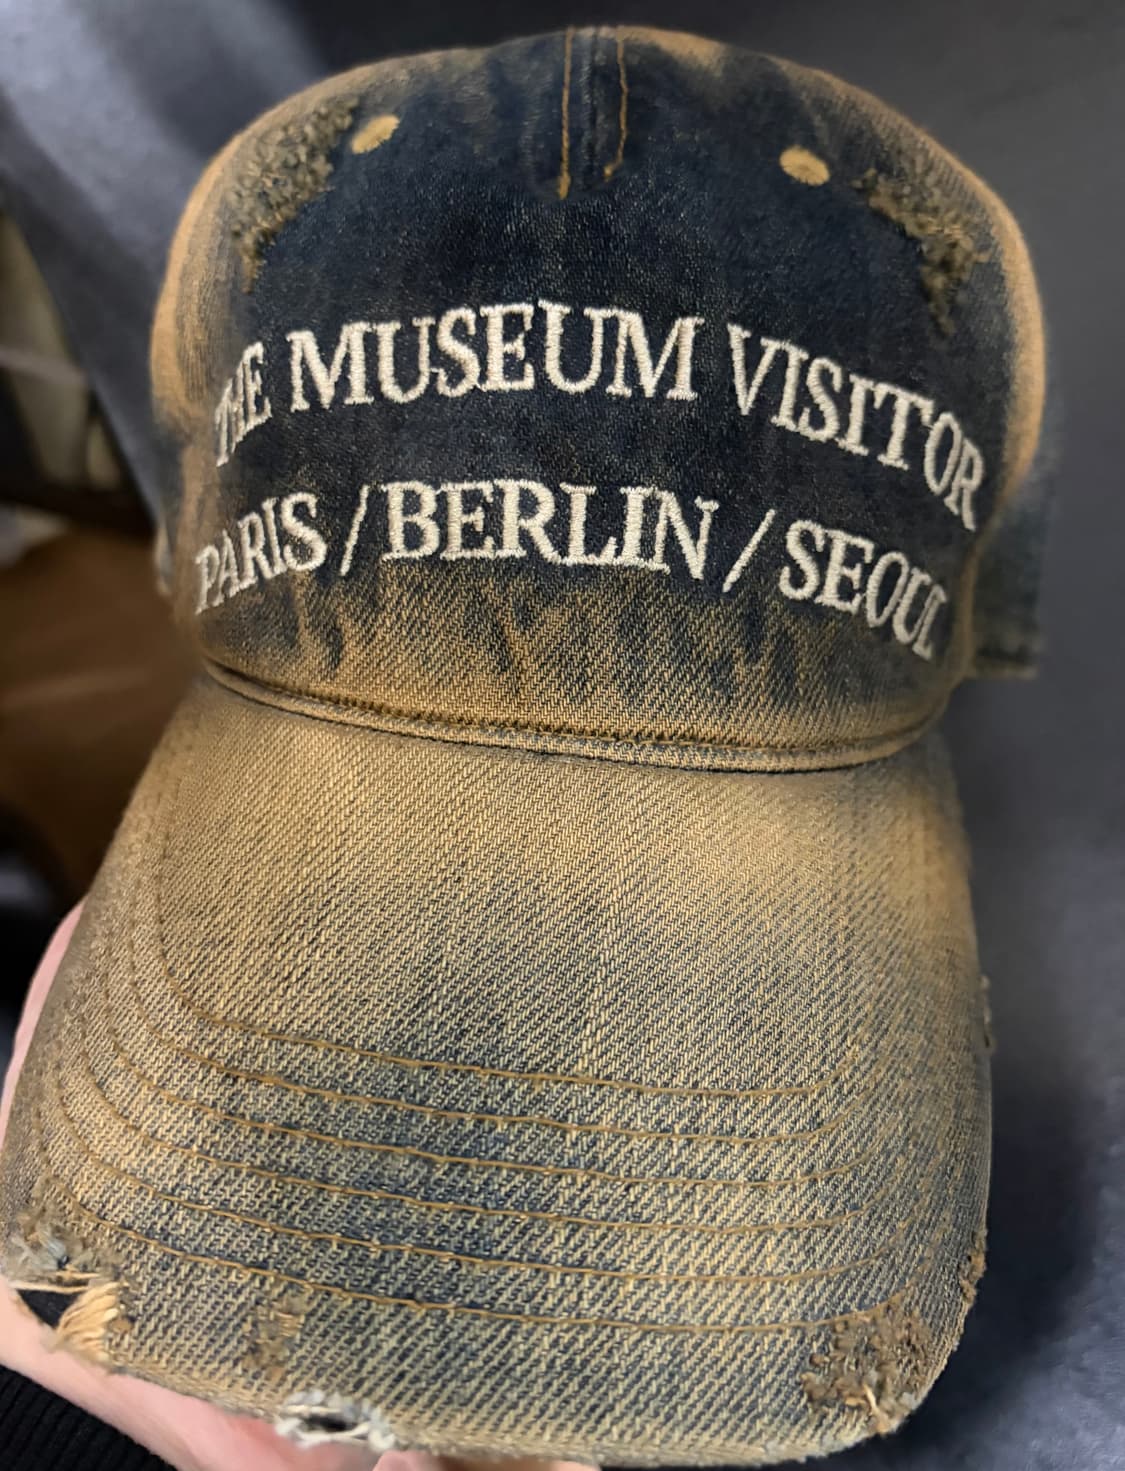 THE MUSEUM VISITOR
PARIS / BERLIN / SEOUL